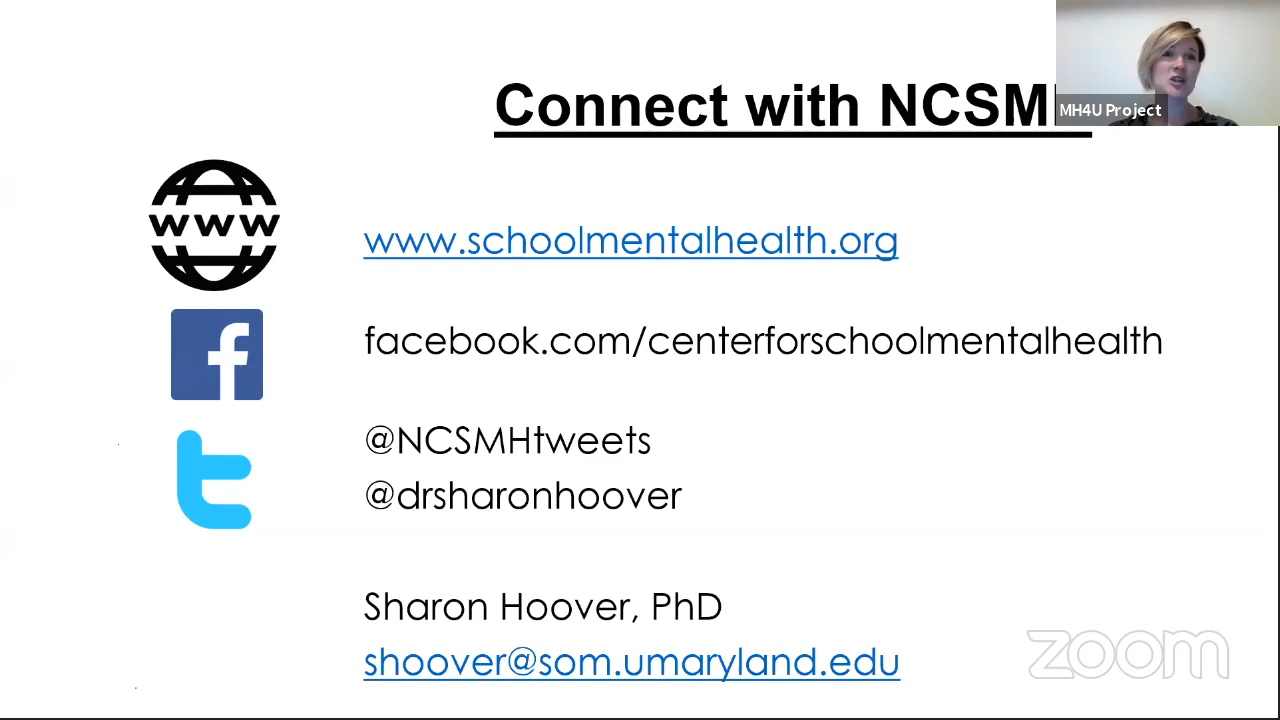 Connect with NCSM
MH4U Project
www
www.schoolmentalhealth.org
facebook.com/centerforschoolmentalhealth
@NCSMHtweets
@drsharonhoover
Sharon Hoover, PhD
shoover@som.umaryland.edu
zoom